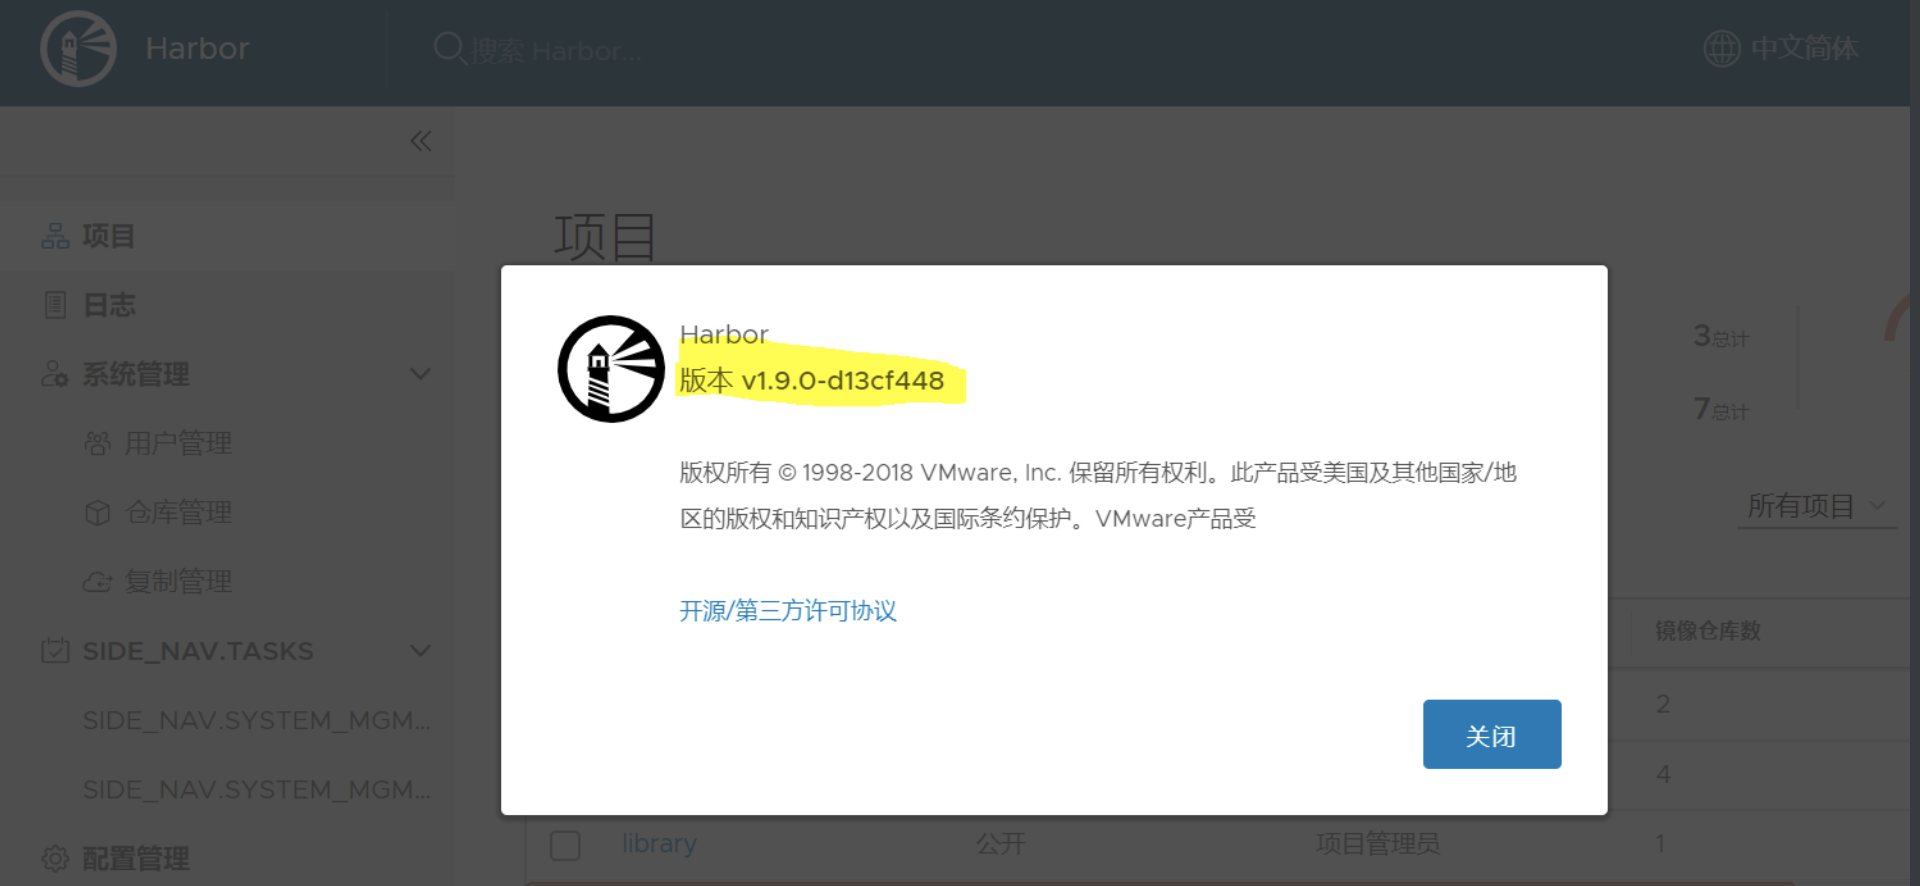 Harbor
搜索 Harbor...
中文简体
项目
日志
系统管理
用户管理
仓库管理
复制管理
SIDE_NAV.TASKS
SIDE_NAV.SYSTEM_MGM...
SIDE_NAV.SYSTEM_MGM...
配置管理
项目
3总计
7总计
所有项目
镜像仓库数
2
4
library 公开 项目管理员 1
Harbor
版本 v1.9.0-d13cf448
版权所有 © 1998-2018 VMware, Inc. 保留所有权利。此产品受美国及其他国家/地
区的版权和知识产权以及国际条约保护。VMware产品受
开源/第三方许可协议
关闭